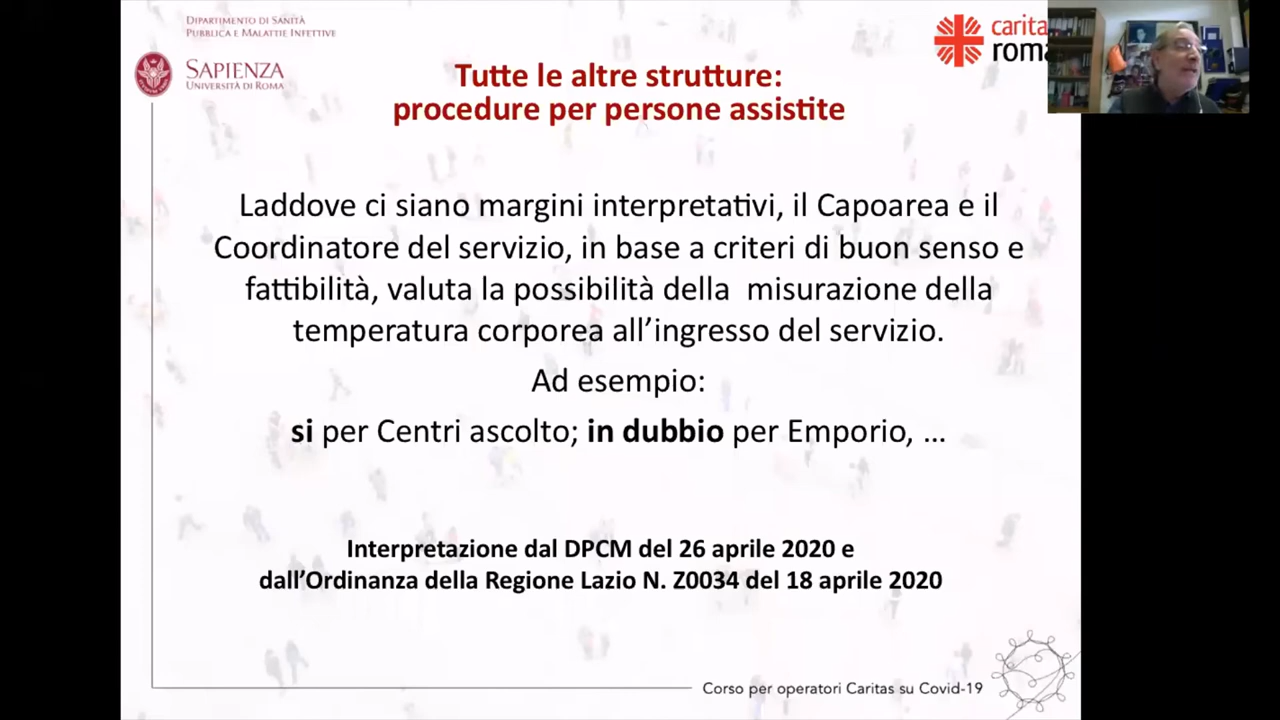 Dipartimento di Sanità
Pubblica e Malattie Infettive
Sapienza
Università di Roma
Tutte le altre strutture:
procedure per persone assistite
Laddove ci siano margini interpretativi, il Capoarea e il
Coordinatore del servizio, in base a criteri di buon senso e
fattibilità, valuta la possibilità della misurazione della
temperatura corporea all’ingresso del servizio.
Ad esempio:
si per Centri ascolto; in dubbio per Emporio, ...
Interpretazione dal DPCM del 26 aprile 2020 e
dall’Ordinanza della Regione Lazio N. Z0034 del 18 aprile 2020
Corso per operatori Caritas su Covid-19